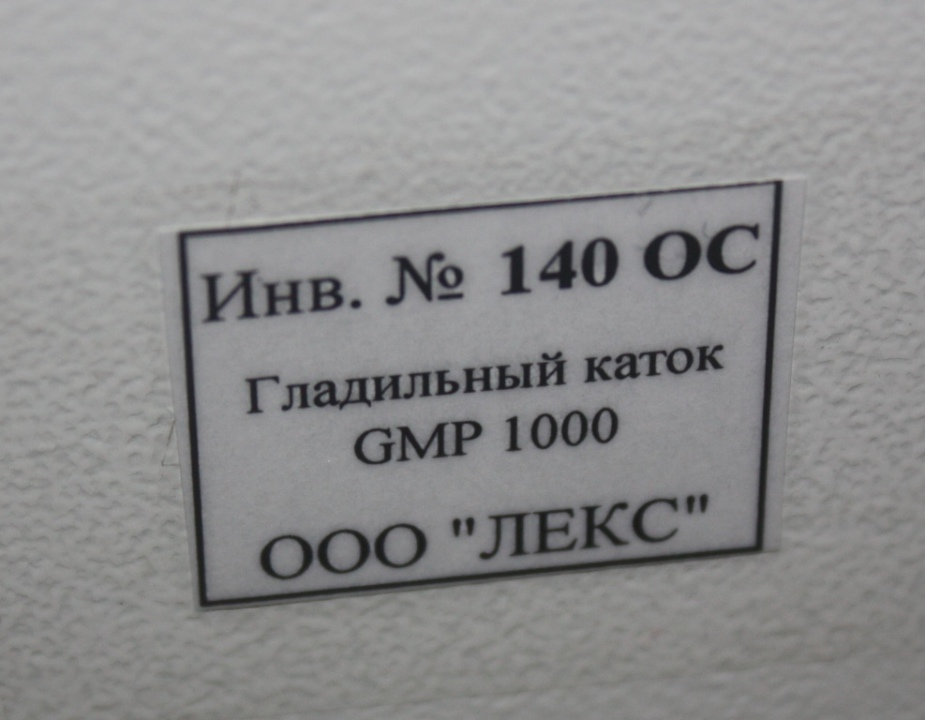 Инв. № 140 ОС
Гладильный каток
GMP 1000
ООО "ЛЕКС"